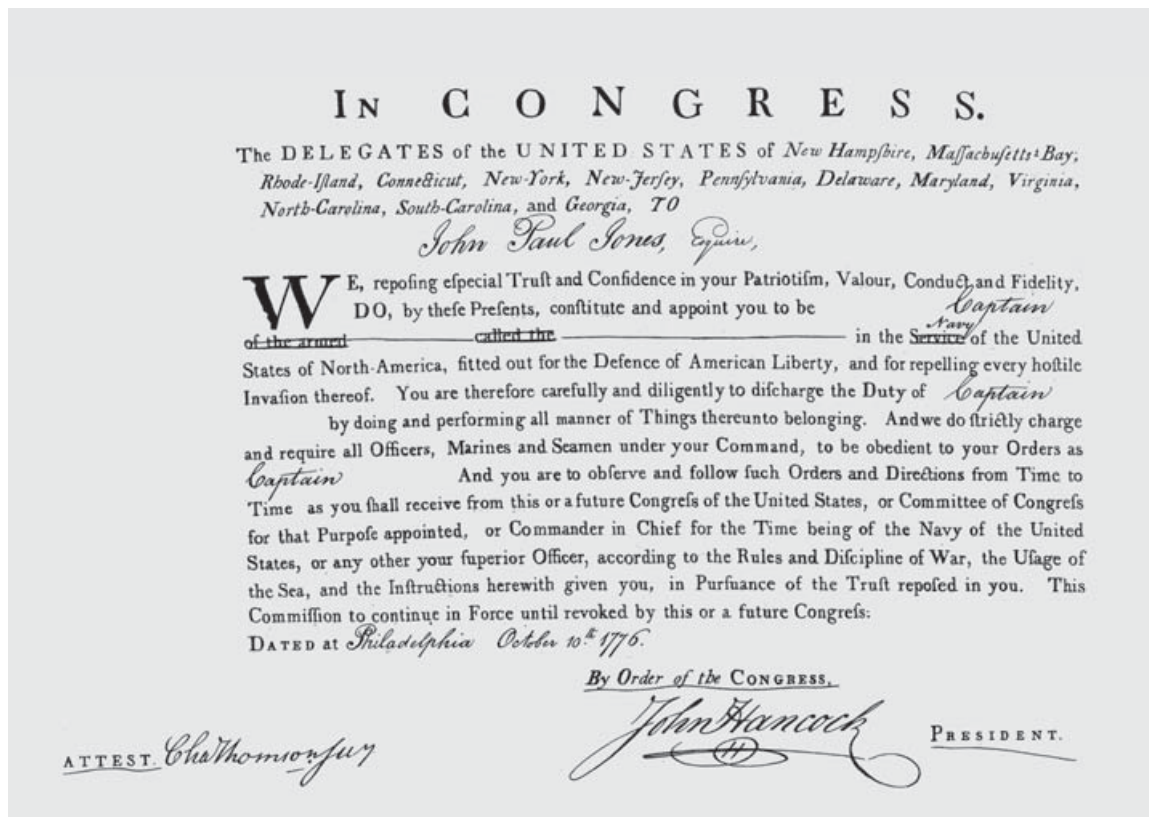 IN CONGRESS.
The DELEGATES of the UNITED STATES of New Hampſhire, Maſſachuſetts-Bay,
Rhode-Iſland, Connecticut, New-York, New-Jerſey, Pennſylvania, Delaware, Maryland, Virginia,
North-Carolina, South-Carolina, and Georgia, TO
John Paul Jones, Esquire,
WE, repoſing eſpecial Truſt and Confidence in your Patriotiſm, Valour, Conduct and Fidelity,
DO, by theſe Preſents, conſtitute and appoint you to be Captain
of the armed called the in the Service Navy of the United
States of North-America, fitted out for the Defence of American Liberty, and for repelling every hoſtile
Invaſion thereof. You are therefore carefully and diligently to diſcharge the Duty of Captain
by doing and performing all manner of Things thereunto belonging. And we do ſtrictly charge
and require all Officers, Marines and Seamen under your Command, to be obedient to your Orders as
Captain And you are to obſerve and follow ſuch Orders and Directions from Time to
Time as you ſhall receive from this or a future Congreſs of the United States, or Committee of Congreſs
for that Purpoſe appointed, or Commander in Chief for the Time being of the Navy of the United
States, or any other your ſuperior Officer, according to the Rules and Diſcipline of War, the Uſage of
the Sea, and the Inſtructions herewith given you, in Purſuance of the Truſt repoſed in you. This
Commiſſion to continue in Force until revoked by this or a future Congreſs.
DATED at Philadelphia October 10.th 1776.
By Order of the CONGRESS,
John Hancock PRESIDENT.
ATTEST. Cha Thomson Secy